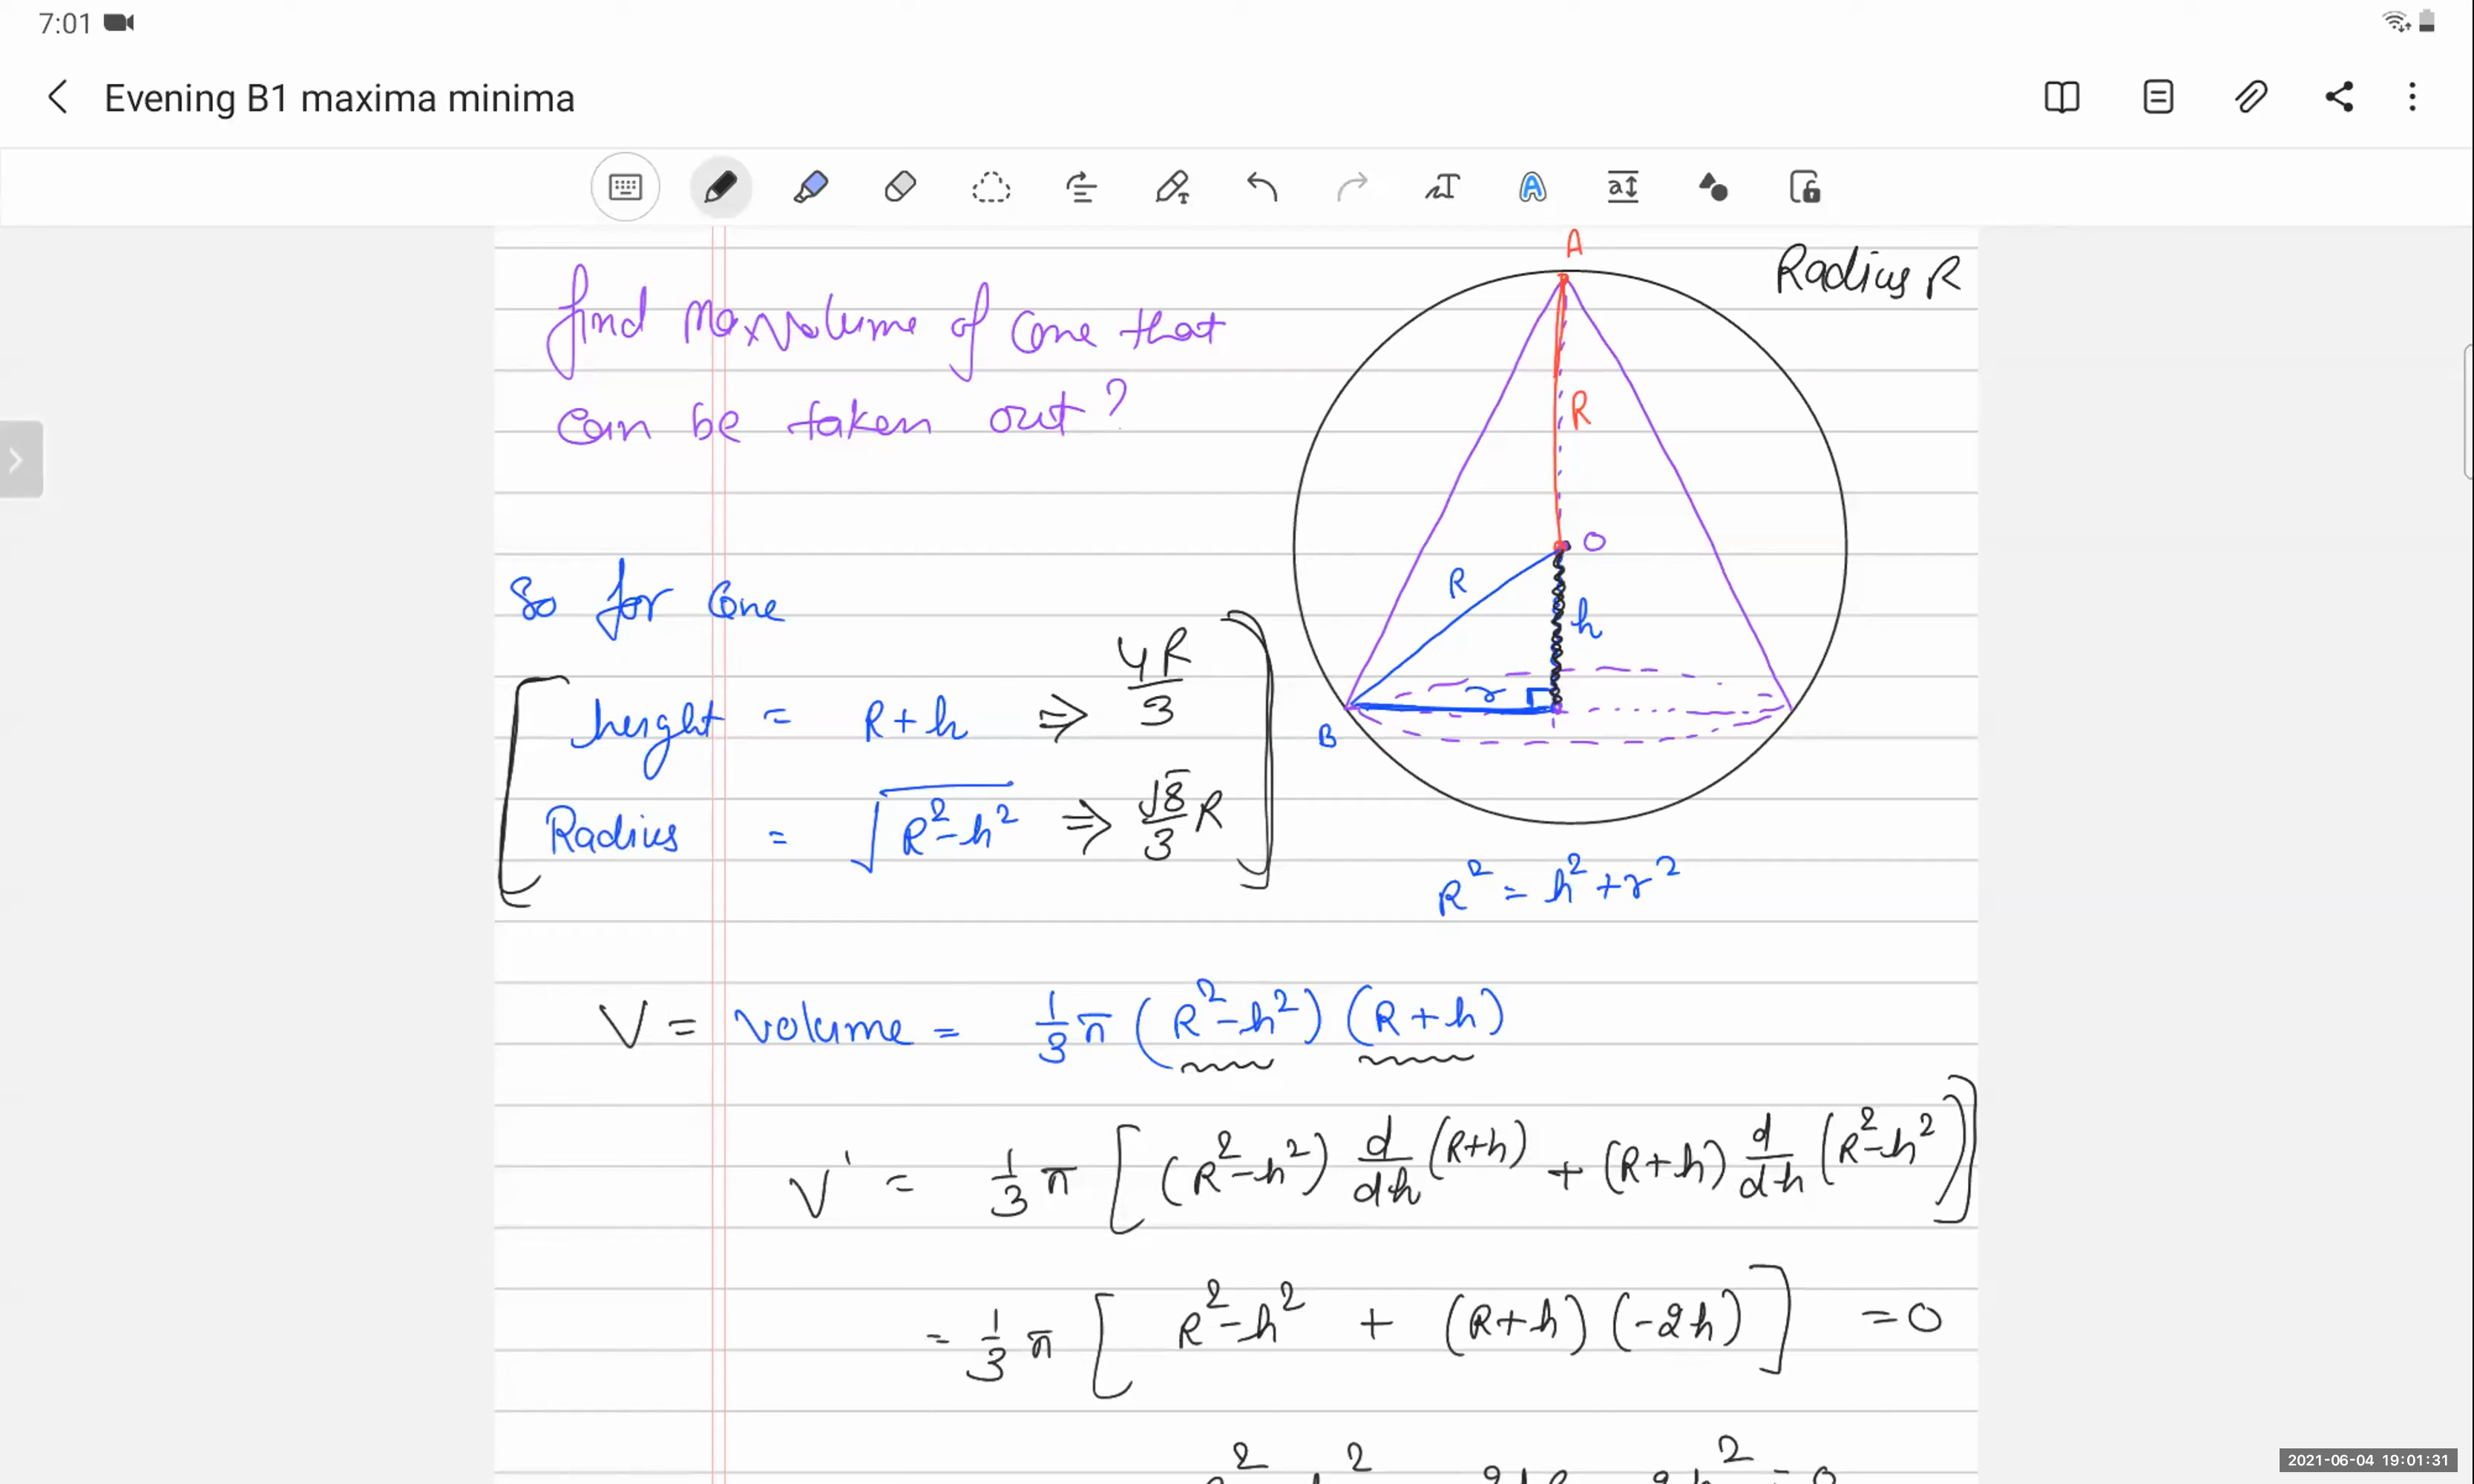 7:01
Evening B1 maxima minima
find Max volume of cone that
can be taken out?
Radius R
A
R
O
R
h
r
B
So for Cone
height = R+h ⇒ 4R/3
Radius = √(R²-h²) ⇒ √8/3 R
R² = h² + r²
V = volume = 1/3 π (R²-h²) (R+h)
V' = 1/3 π [ (R²-h²) d/dh (R+h) + (R+h) d/dh (R²-h²) ]
= 1/3 π [ R²-h² + (R+h) (-2h) ] = 0
2021-06-04 19:01:31